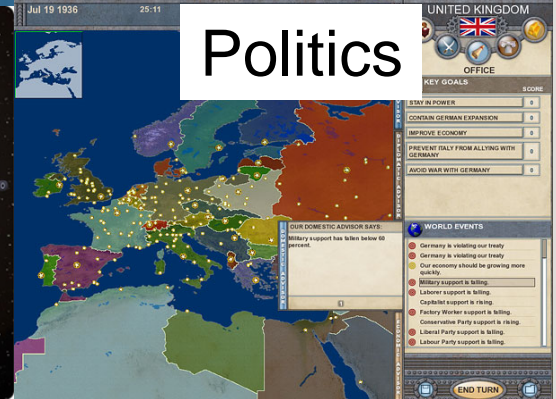 Jul 19 1936
25:11
Politics
UNITED KINGDOM
OFFICE
KEY GOALS
SCORE
STAY IN POWER 0
CONTAIN GERMAN EXPANSION 0
IMPROVE ECONOMY 0
PREVENT ITALY FROM ALLYING WITH
GERMANY 0
AVOID WAR WITH GERMANY 0
OUR DOMESTIC ADVISOR SAYS:
Military support has fallen below 60
percent.
WORLD EVENTS
Germany is violating our treaty
Germany is violating our treaty
Our economy should be growing more
quickly.
Military support is falling.
Laborer support is falling.
Capitalist support is rising.
Factory Worker support is falling.
Conservative Party support is rising.
Liberal Party support is falling.
Labour Party support is falling.
END TURN